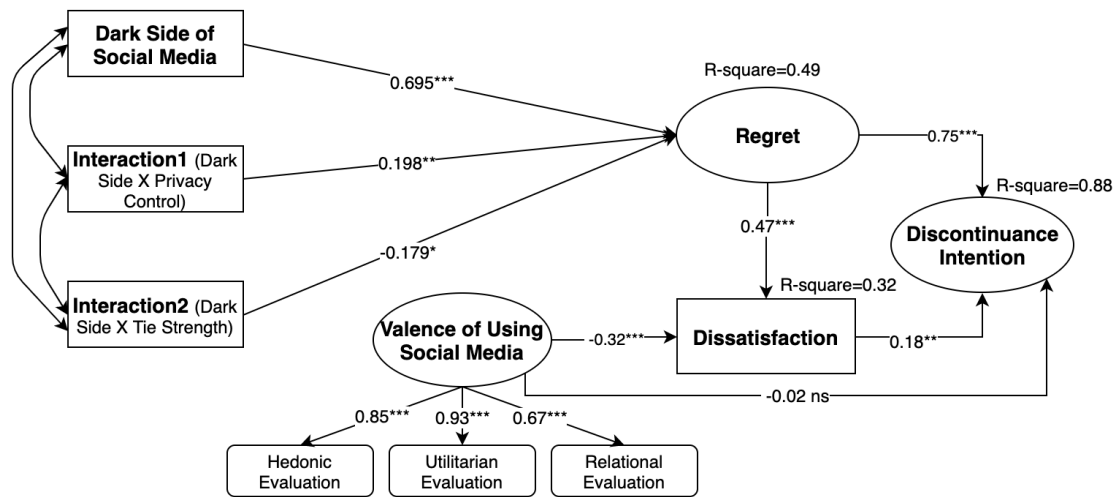 Dark Side of
Social Media
R-square=0.49
0.695***
Regret
0.75***
Interaction1 (Dark
Side X Privacy
Control)
0.198**
R-square=0.88
0.47***
Discontinuance
Intention
-0.179*
Interaction2 (Dark
Side X Tie Strength)
R-square=0.32
Valence of Using
Social Media
-0.32***
Dissatisfaction
0.18**
-0.02 ns
0.85***
0.93***
0.67***
Hedonic
Evaluation
Utilitarian
Evaluation
Relational
Evaluation